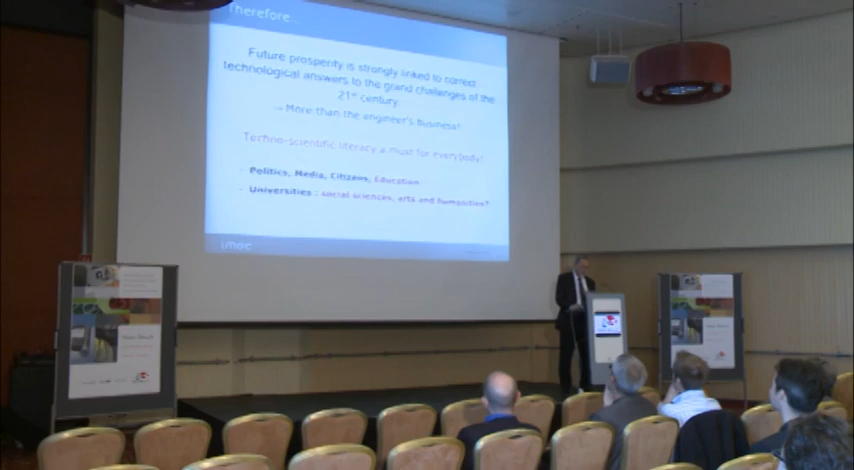 Therefore...
Future prosperity is strongly linked to correct
technological answers to the grand challenges of the
21st century.
→ More than the engineer's business!
Techno-scientific literacy a must for everybody!
- Politics, Media, Citizens, Education
- Universities : social sciences, arts and humanities?
imec